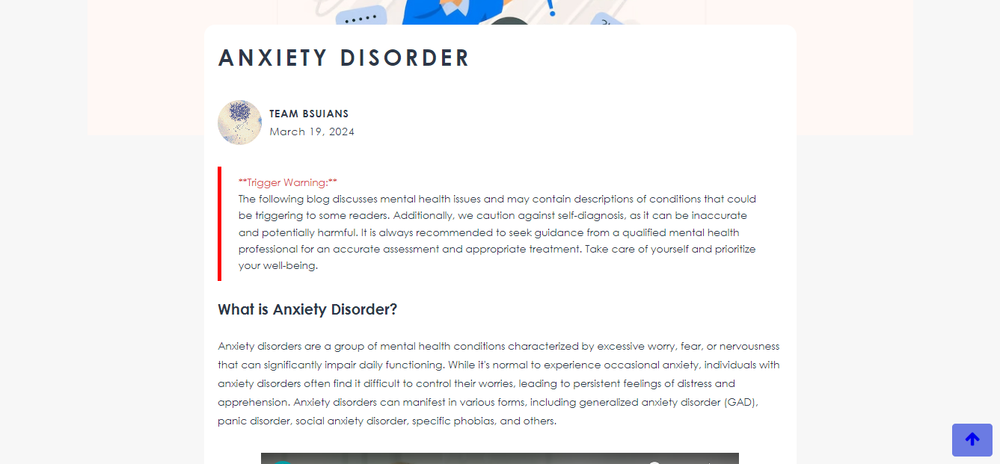 ANXIETY DISORDER
TEAM BSUIANS
March 19, 2024
**Trigger Warning:**
The following blog discusses mental health issues and may contain descriptions of conditions that could
be triggering to some readers. Additionally, we caution against self-diagnosis, as it can be inaccurate
and potentially harmful. It is always recommended to seek guidance from a qualified mental health
professional for an accurate assessment and appropriate treatment. Take care of yourself and prioritize
your well-being.
What is Anxiety Disorder?
Anxiety disorders are a group of mental health conditions characterized by excessive worry, fear, or nervousness
that can significantly impair daily functioning. While it's normal to experience occasional anxiety, individuals with
anxiety disorders often find it difficult to control their worries, leading to persistent feelings of distress and
apprehension. Anxiety disorders can manifest in various forms, including generalized anxiety disorder (GAD),
panic disorder, social anxiety disorder, specific phobias, and others.